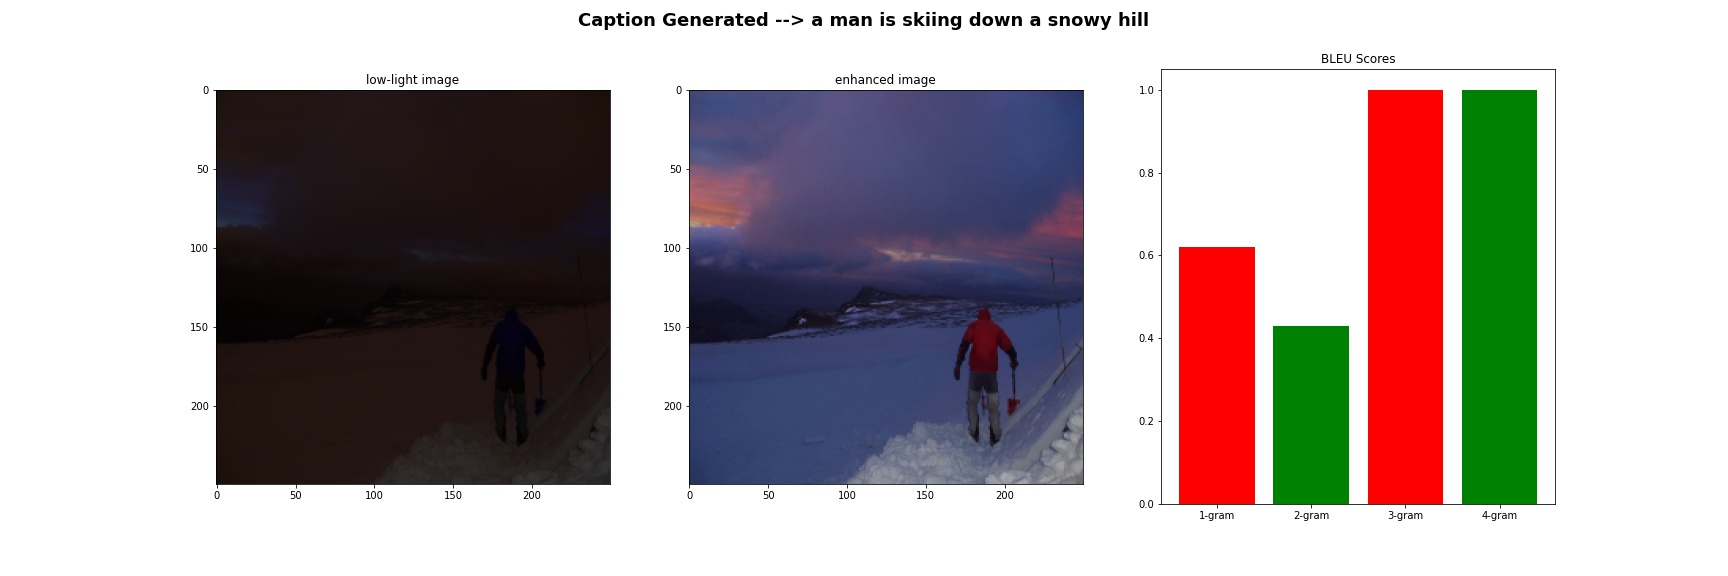 Caption Generated --> a man is skiing down a snowy hill
low-light image
0
50
100
150
200
0 50 100 150 200
enhanced image
0
50
100
150
200
0 50 100 150 200
BLEU Scores
1.0
0.8
0.6
0.4
0.2
0.0
1-gram 2-gram 3-gram 4-gram